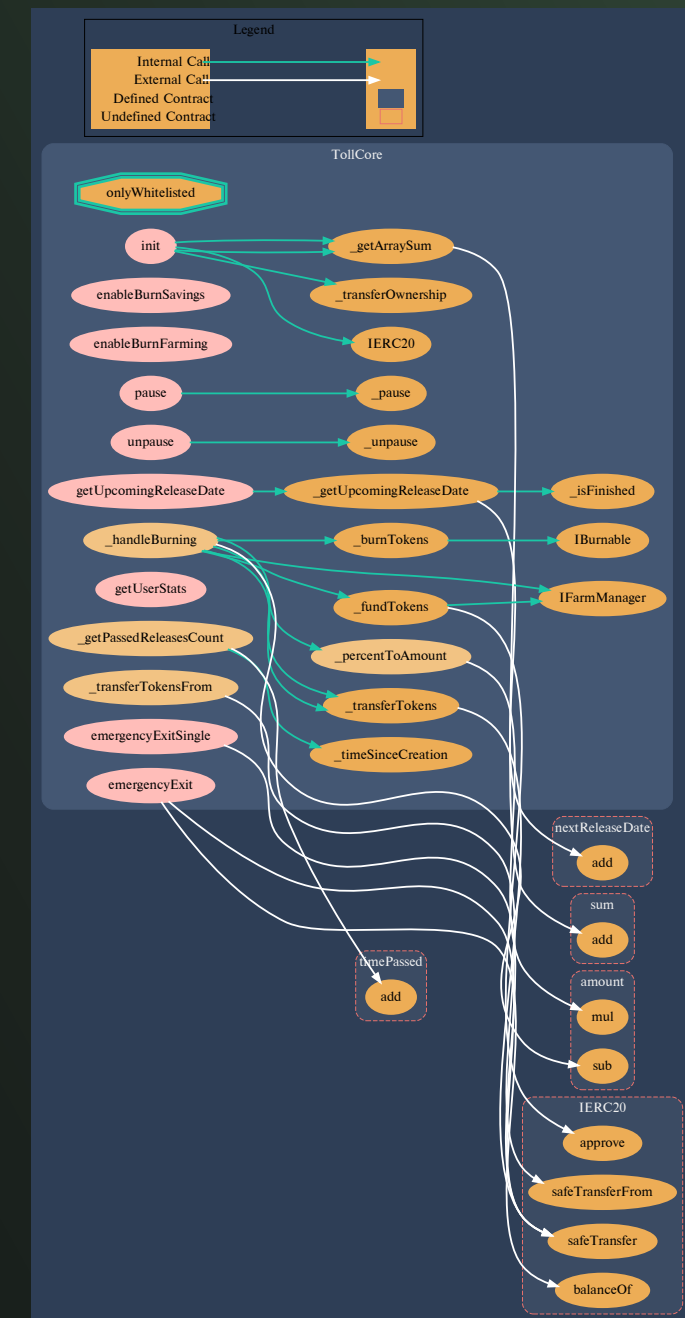 Legend
Internal Call
External Call
Defined Contract
Undefined Contract
TollCore
onlyWhitelisted
init
_getArraySum
enableBurnSavings
_transferOwnership
enableBurnFarming
IERC20
pause
_pause
unpause
_unpause
getUpcomingReleaseDate
_getUpcomingReleaseDate
_isFinished
_handleBurning
_burnTokens
IBurnable
getUserStats
_fundTokens
IFarmManager
_getPassedReleasesCount
_percentToAmount
_transferTokensFrom
_transferTokens
emergencyExitSingle
_timeSinceCreation
emergencyExit
nextReleaseDate
add
sum
add
timePassed
add
amount
mul
sub
IERC20
approve
safeTransferFrom
safeTransfer
balanceOf